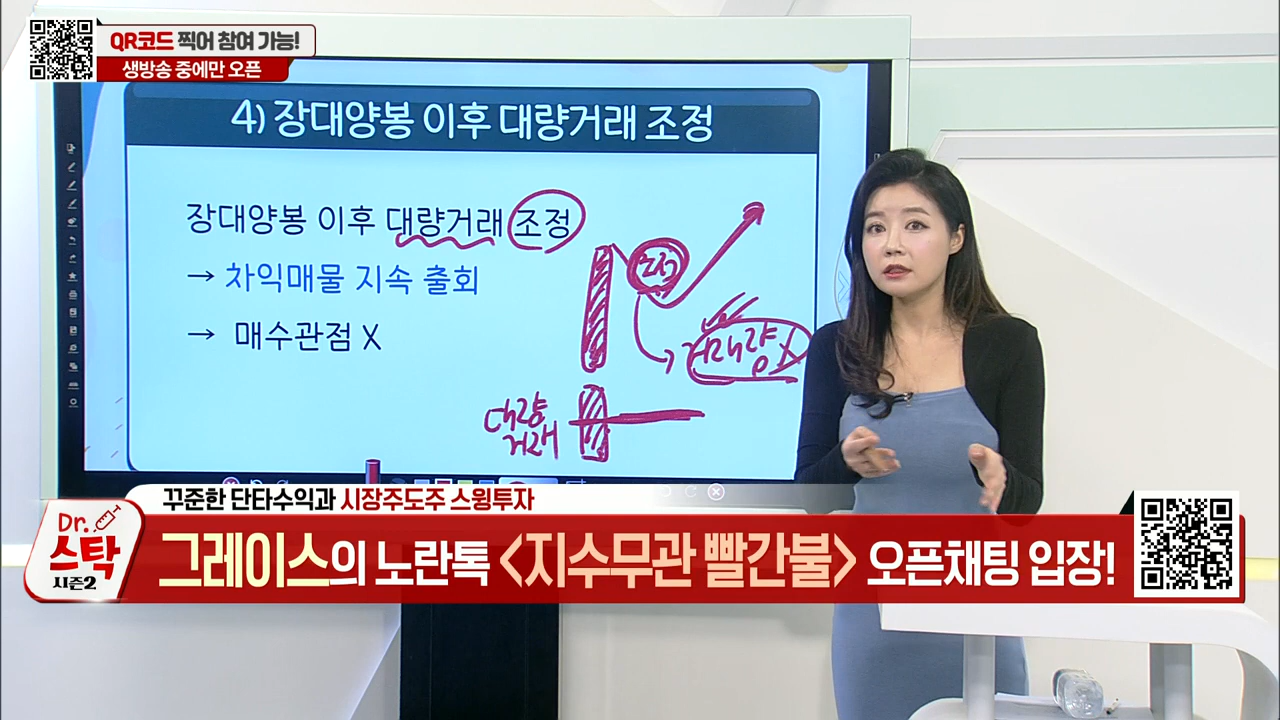 QR코드 찍어 참여 가능!
생방송 중에만 오픈
4) 장대양봉 이후 대량거래 조정
장대양봉 이후 대량거래 조정
→ 차익매물 지속 출회
→ 매수관점 X
조정
거래량X
대량
거래
꾸준한 단타수익과 시장주도주 스윙투자
Dr.
스탁
시즌2
그레이스의 노란톡 <지수무관 빨간불> 오픈채팅 입장!